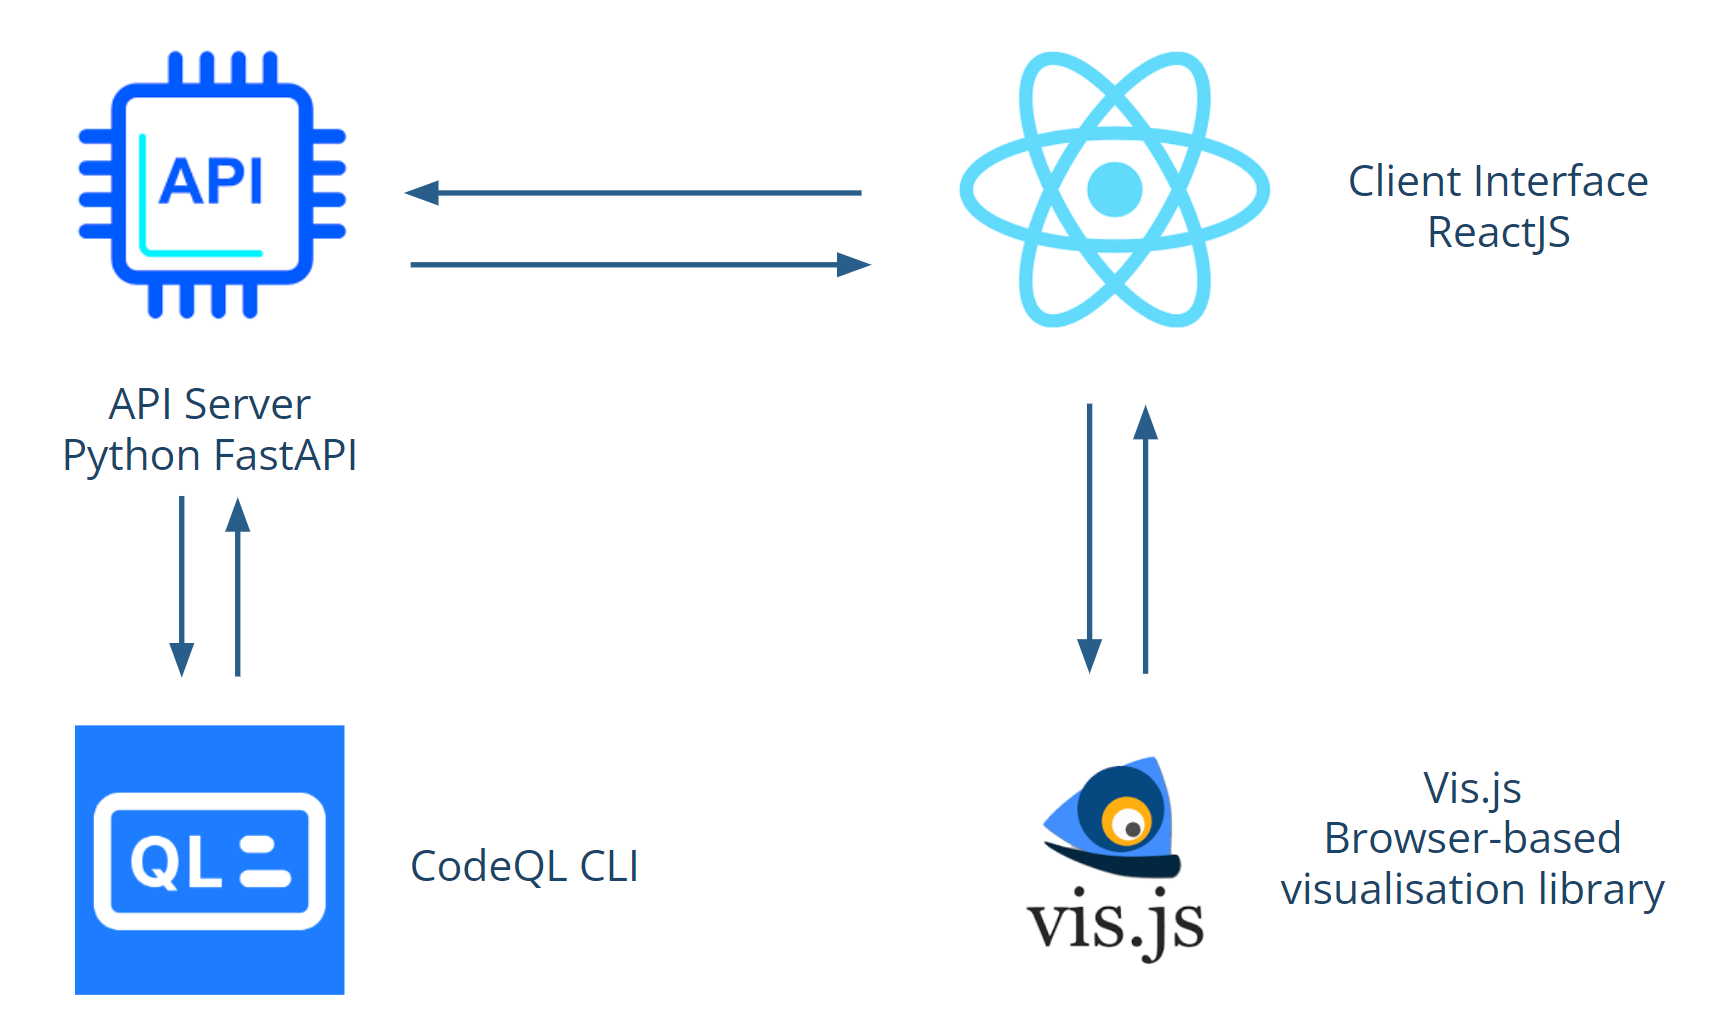 API
Client Interface
ReactJS
API Server
Python FastAPI
QL
CodeQL CLI
vis.js
Vis.js
Browser-based
visualisation library